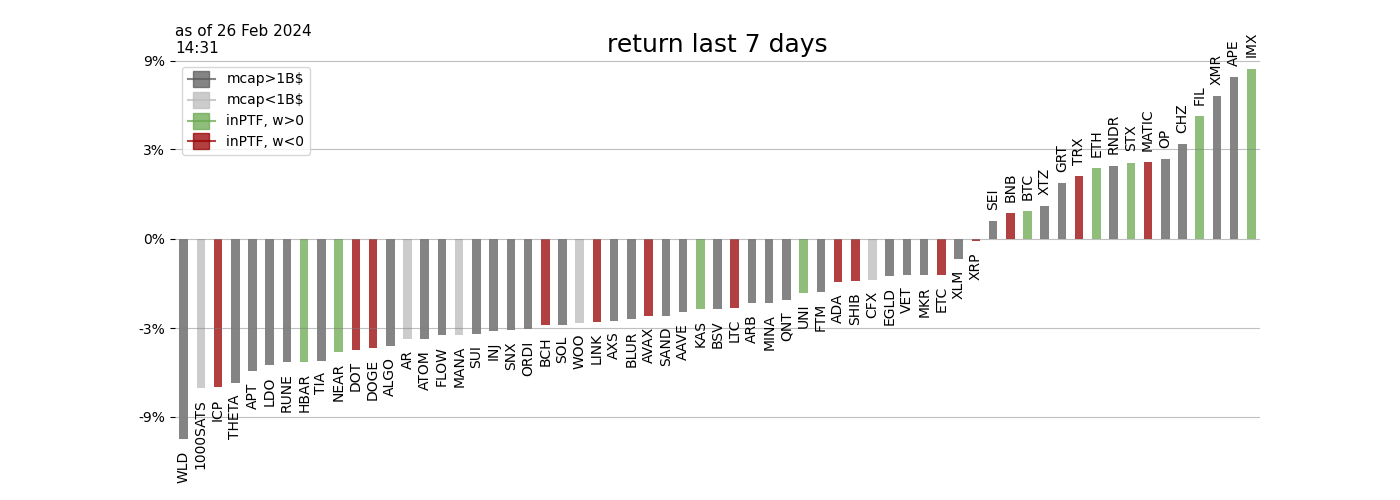 as of 26 Feb 2024
14:31
return last 7 days
9%
3%
0%
-3%
-9%
mcap>1B$
mcap<1B$
inPTF, w>0
inPTF, w<0
WLD
1000SATS
ICP
THETA
APT
LDO
RUNE
HBAR
TIA
NEAR
DOT
DOGE
ALGO
AR
ATOM
FLOW
MANA
SUI
INJ
SNX
ORDI
BCH
SOL
WOO
LINK
AXS
BLUR
AVAX
SAND
AAVE
KAS
BSV
LTC
ARB
MINA
QNT
UNI
FTM
ADA
SHIB
CFX
EGLD
VET
MKR
ETC
XLM
XRP
SEI
BNB
BTC
XTZ
GRT
TRX
ETH
RNDR
STX
MATIC
OP
CHZ
FIL
XMR
APE
IMX